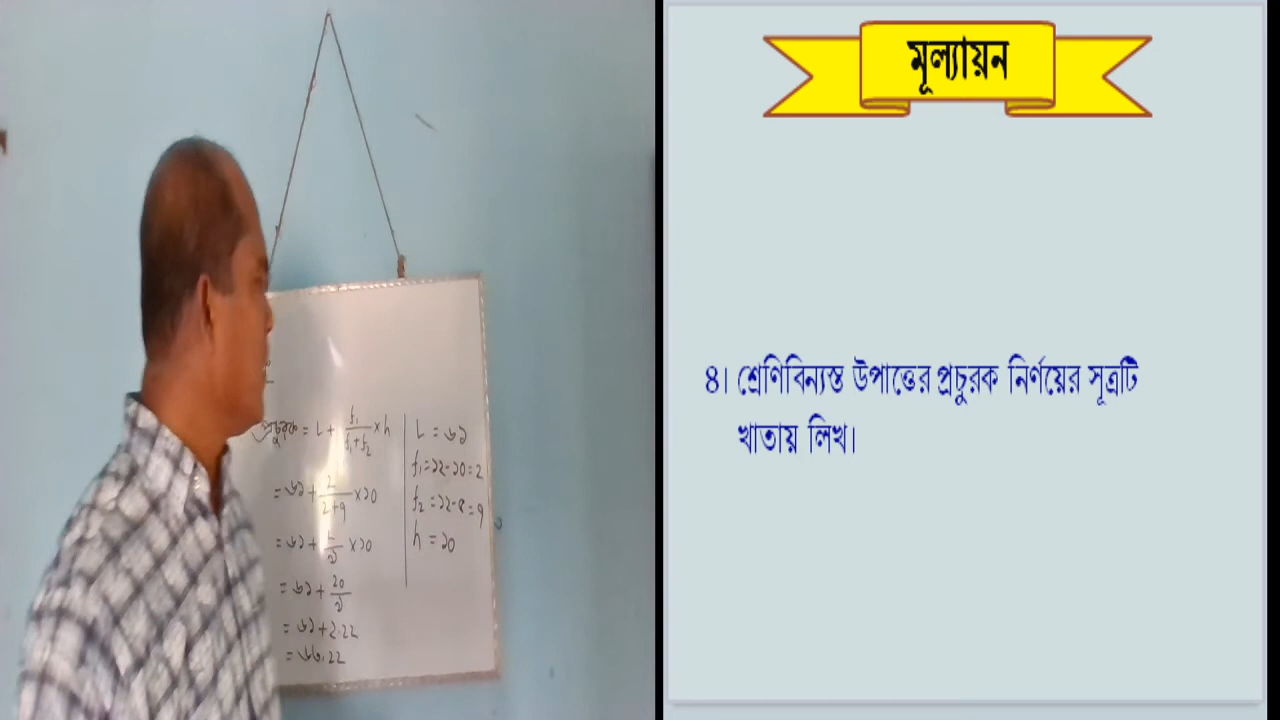 প্রচুরক = L + f₁/(f₁+f₂) × h
= ৬১ + ২/(২+৭) × ১০
= ৬১ + ২/৯ × ১০
= ৬১ + ২০/৯
= ৬১ + ২.২২
= ৬৩.২২
L = ৬১
f₁ = ১২-১০ = ২
f₂ = ১২-৫ = ৭
h = ১০
মূল্যায়ন
৪। শ্রেণিবিন্যস্ত উপাত্তের প্রচুরক নির্ণয়ের সূত্রটি
খাতায় লিখ।